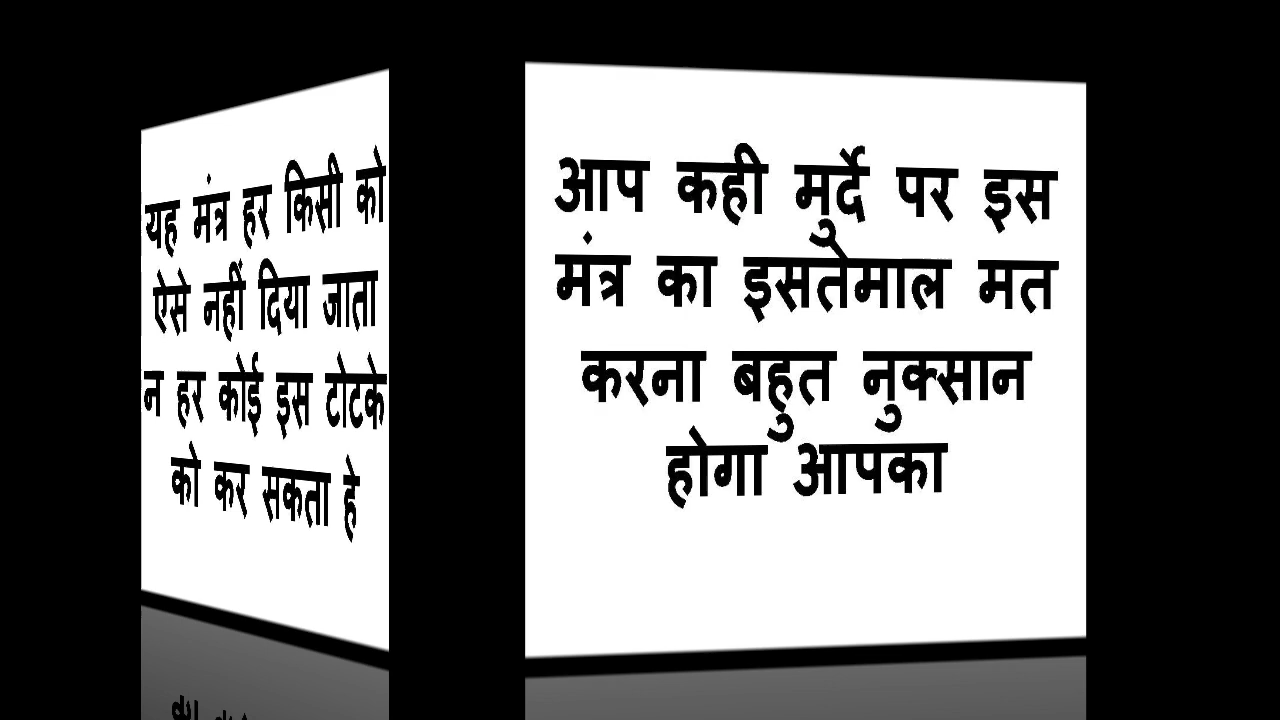 यह मंत्र हर किसी को
ऐसे नहीं दिया जाता
न हर कोई इस टोटके
को कर सकता हे
आप कही मुर्दे पर इस
मंत्र का इसतेमाल मत
करना बहुत नुक्सान
होगा आपका